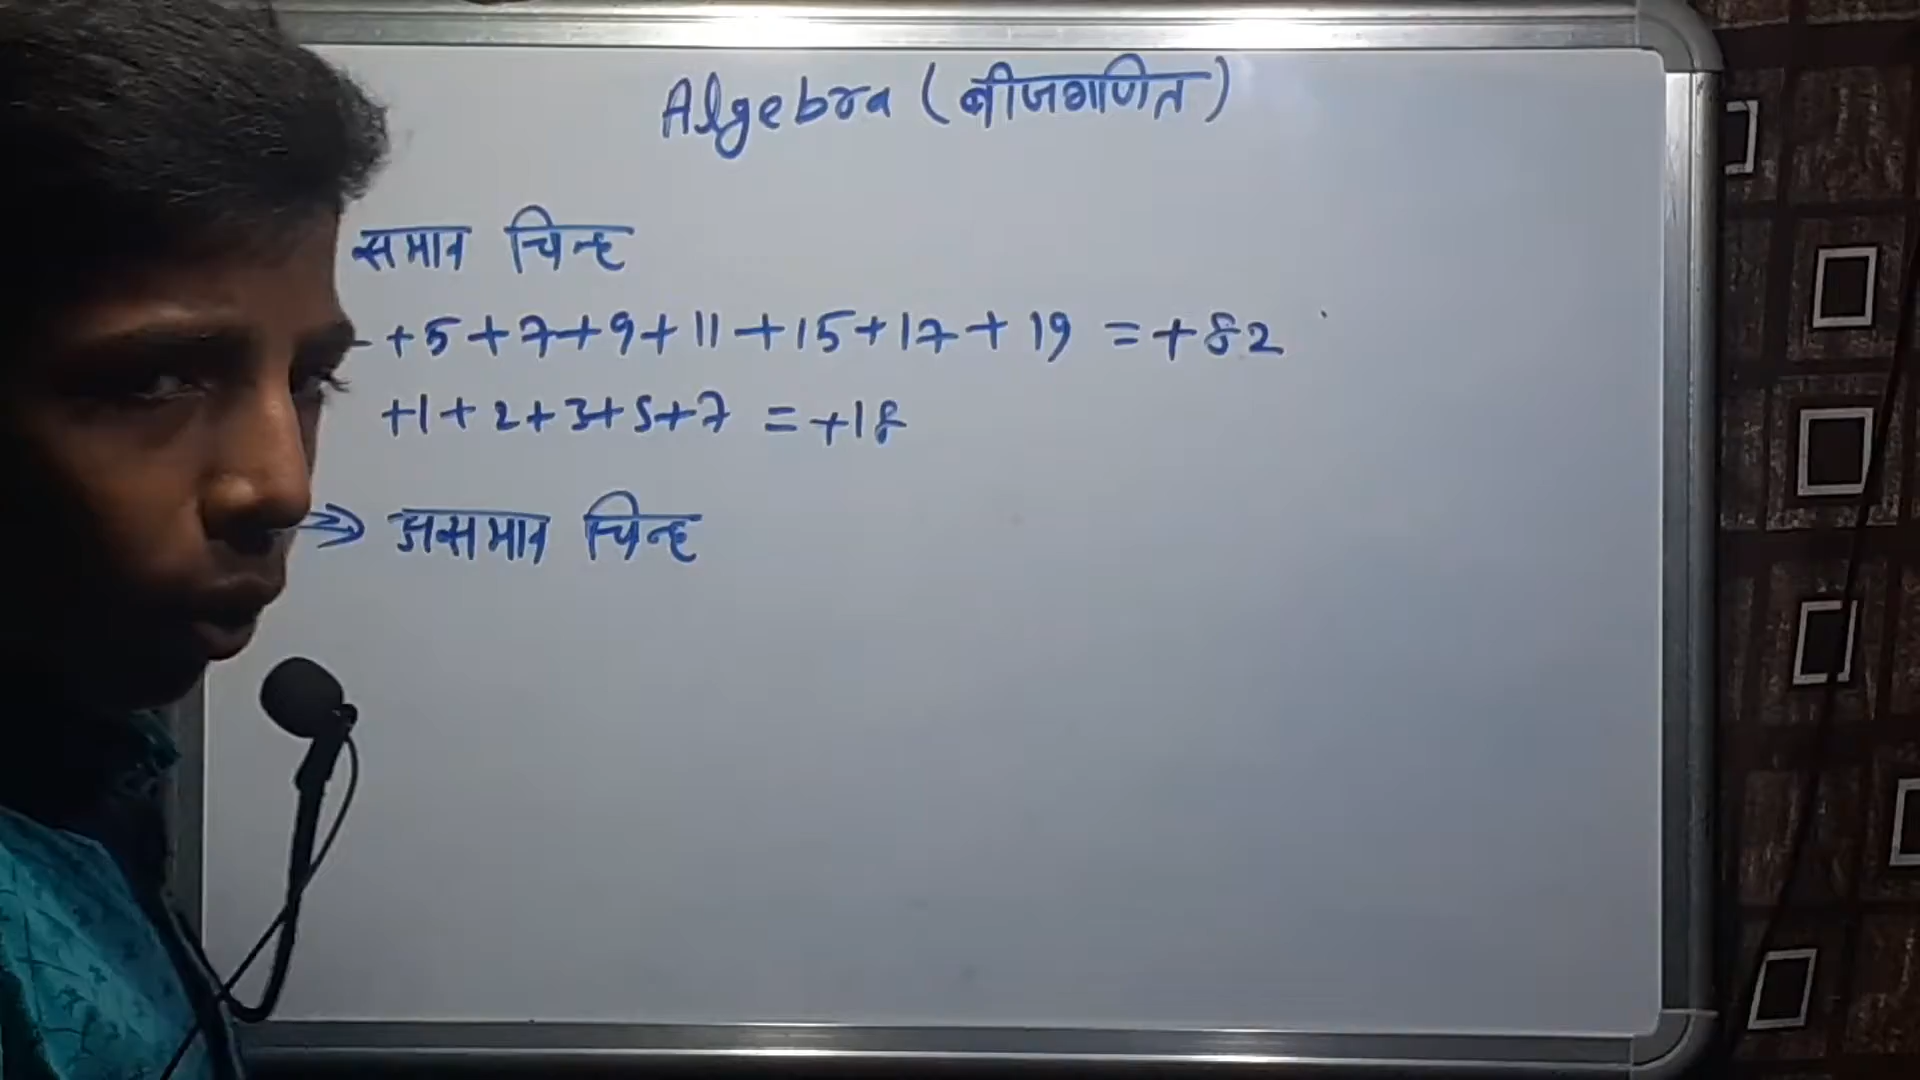 Algebra (बीजगणित)
समान चिन्ह
+5+7+9+11+15+17+19 = +82
+1+2+3+5+7 = +18
⇒ असमान चिन्ह